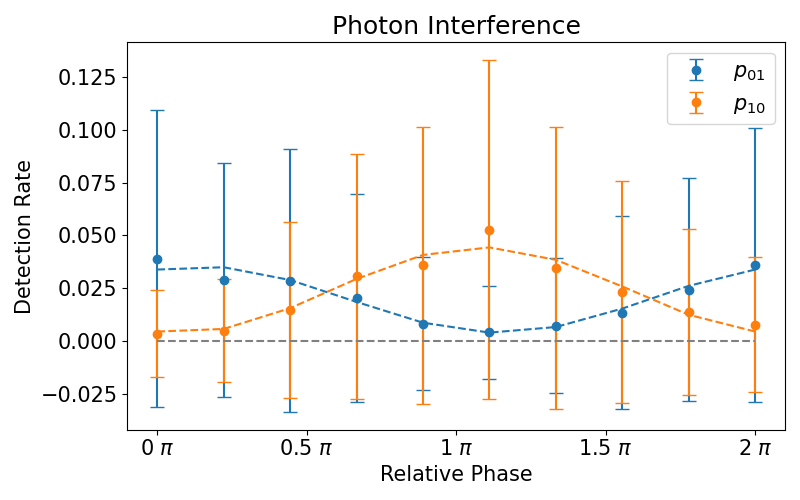 Photon Interference
Detection Rate
0.125
0.100
0.075
0.050
0.025
0.000
−0.025
p01
p10
0 π
0.5 π
1 π
1.5 π
2 π
Relative Phase